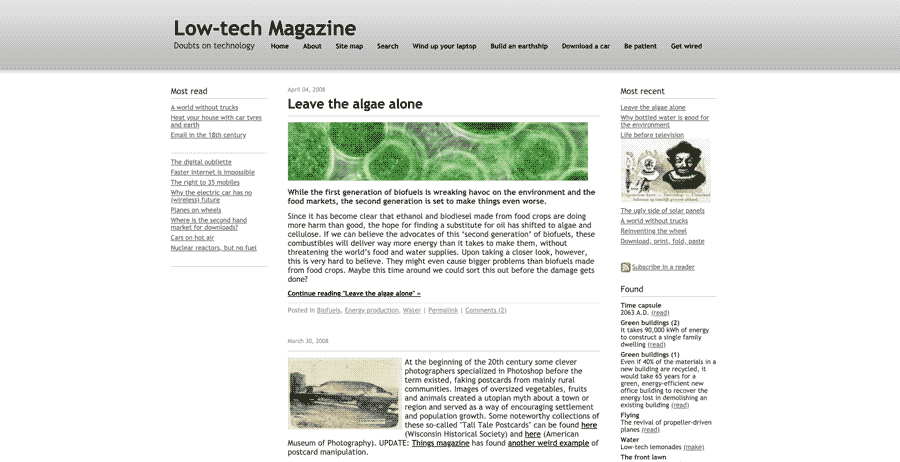 Low-tech Magazine
Doubts on technology
Home About Site map Search Wind up your laptop Build an earthship Download a car Be patient Get wired
Most read
A world without trucks
Heat your house with car tyres
and earth
Email in the 18th century
The digital oubliette
Faster internet is impossible
The right to 35 mobiles
Why the electric car has no
(wireless) future
Planes on wheels
Where is the second hand
market for downloads?
Cars on hot air
Nuclear reactors, but no fuel
April 04, 2008
Leave the algae alone
While the first generation of biofuels is wreaking havoc on the environment and the
food markets, the second generation is set to make things even worse.
Since it has become clear that ethanol and biodiesel made from food crops are doing
more harm than good, the hope for finding a substitute for oil has shifted to algae and
cellulose. If we can believe the advocates of this 'second generation' of biofuels, these
combustibles will deliver way more energy than it takes to make them, without
threatening the world's food and water supplies. Upon taking a closer look, however,
this is very hard to believe. They might even cause bigger problems than biofuels made
from food crops. Maybe this time around we could sort this out before the damage gets
done?
Continue reading "Leave the algae alone" »
Posted in Biofuels, Energy production, Water | Permalink | Comments (2)
March 30, 2008
At the beginning of the 20th century some clever
photographers specialized in Photoshop before the
term existed, faking postcards from mainly rural
communities. Images of oversized vegetables, fruits
and animals created a utopian myth about a town or
region and served as a way of encouraging settlement
and population growth. Some noteworthy collections of
these so-called "Tall Tale Postcards" can be found here
(Wisconsin Historical Society) and here (American
Museum of Photography). UPDATE: Things magazine has found another weird example of
postcard manipulation.
Most recent
Leave the algae alone
Why bottled water is good for
the environment
Life before television
The ugly side of solar panels
A world without trucks
Reinventing the wheel
Download, print, fold, paste
Subscribe in a reader
Found
Time capsule
2063 A.D. (read)
Green buildings (2)
It takes 90,000 kWh of energy
to construct a single family
dwelling (read)
Green buildings (1)
Even if 40% of the materials in a
new building are recycled, it
would take 65 years for a
green, energy-efficient new
office building to recover the
energy lost in demolishing an
existing building (read)
Flying
The revival of propeller-driven
planes (read)
Water
Low-tech lemonades (make)
The front lawn